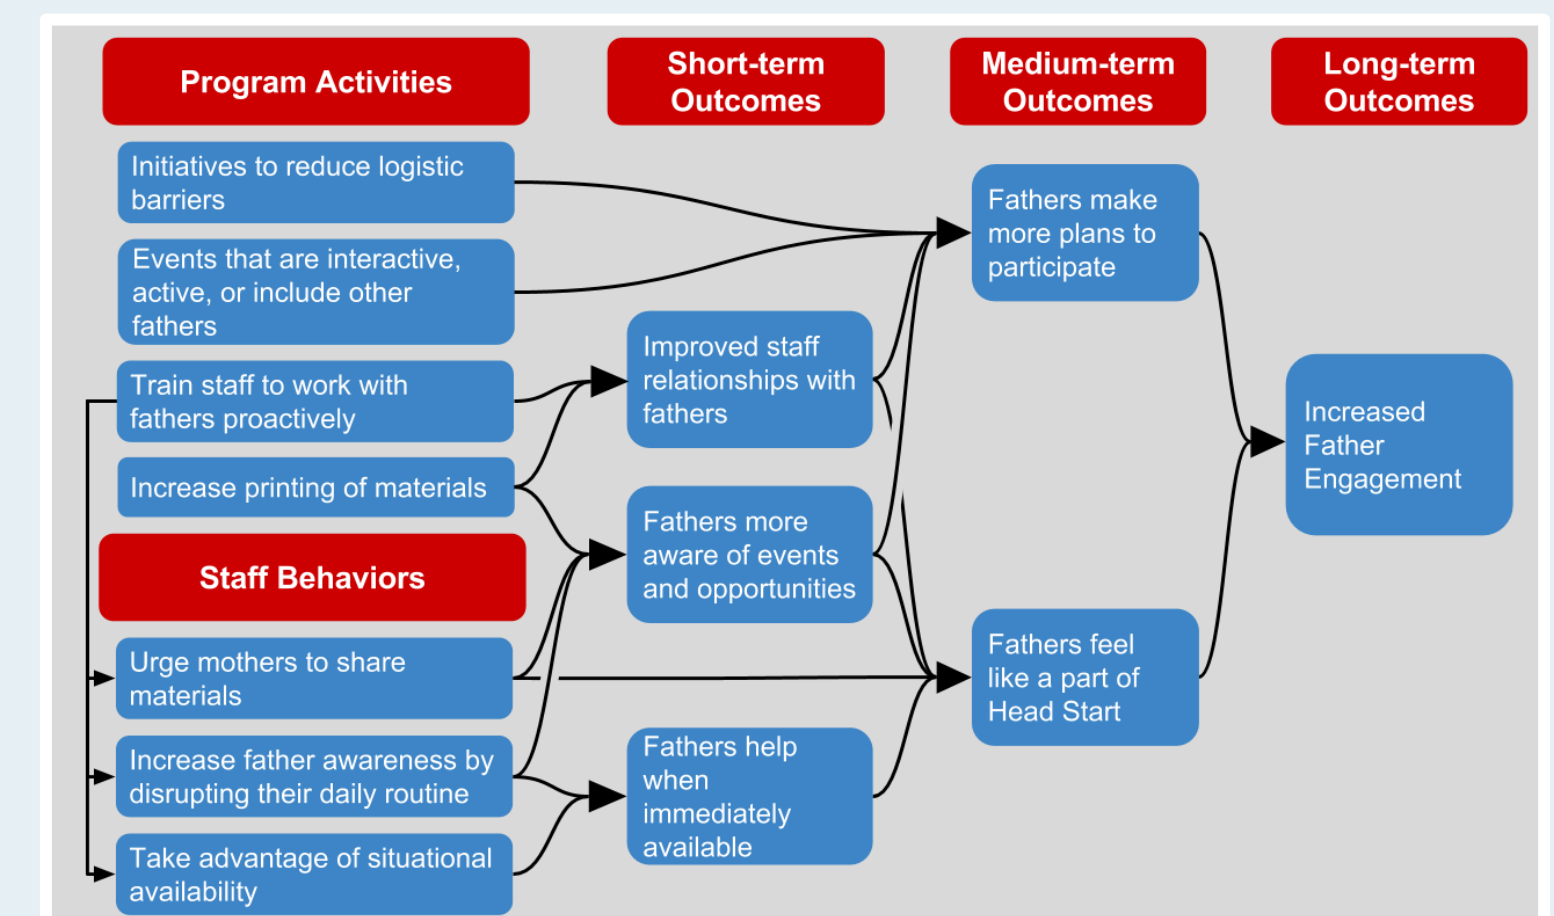 Program Activities
Initiatives to reduce logistic
barriers
Events that are interactive,
active, or include other
fathers
Train staff to work with
fathers proactively
Increase printing of materials
Staff Behaviors
Urge mothers to share
materials
Increase father awareness by
disrupting their daily routine
Take advantage of situational
availability
Short-term
Outcomes
Improved staff
relationships with
fathers
Fathers more
aware of events
and opportunities
Fathers help
when
immediately
available
Medium-term
Outcomes
Fathers make
more plans to
participate
Fathers feel
like a part of
Head Start
Long-term
Outcomes
Increased
Father
Engagement